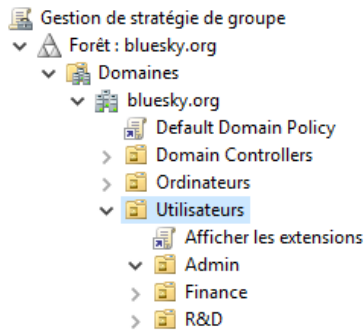 Gestion de stratégie de groupe
Forêt : bluesky.org
Domaines
bluesky.org
Default Domain Policy
Domain Controllers
Ordinateurs
Utilisateurs
Afficher les extensions
Admin
Finance
R&D